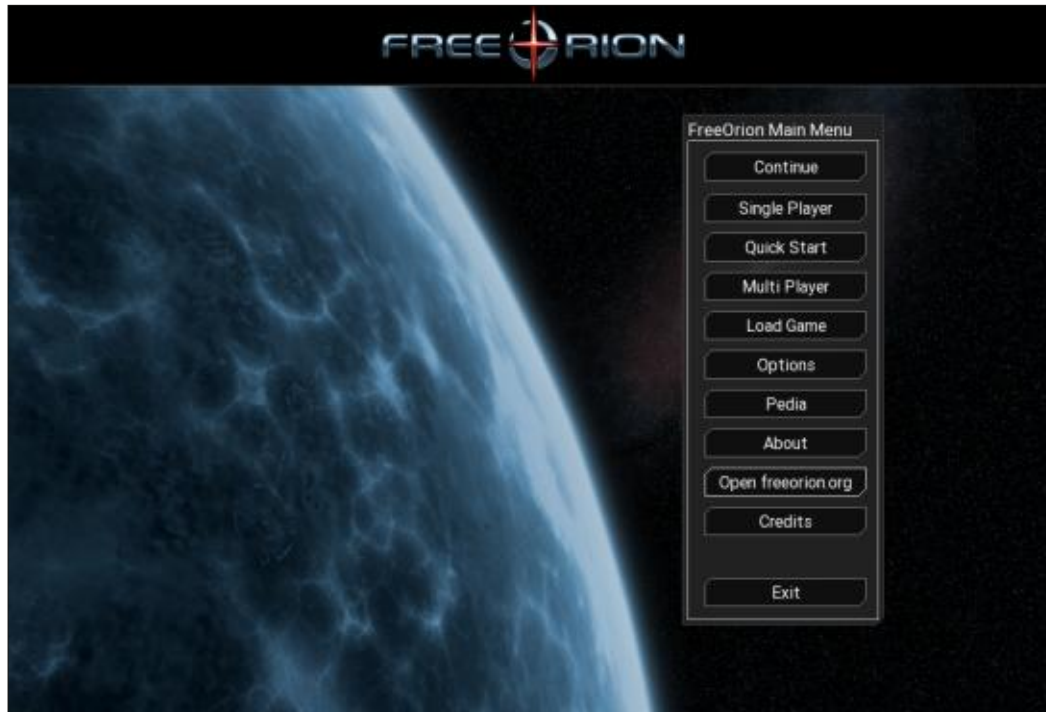 FREEORION
FreeOrion Main Menu
Continue
Single Player
Quick Start
Multi Player
Load Game
Options
Pedia
About
Open freeorion.org
Credits
Exit